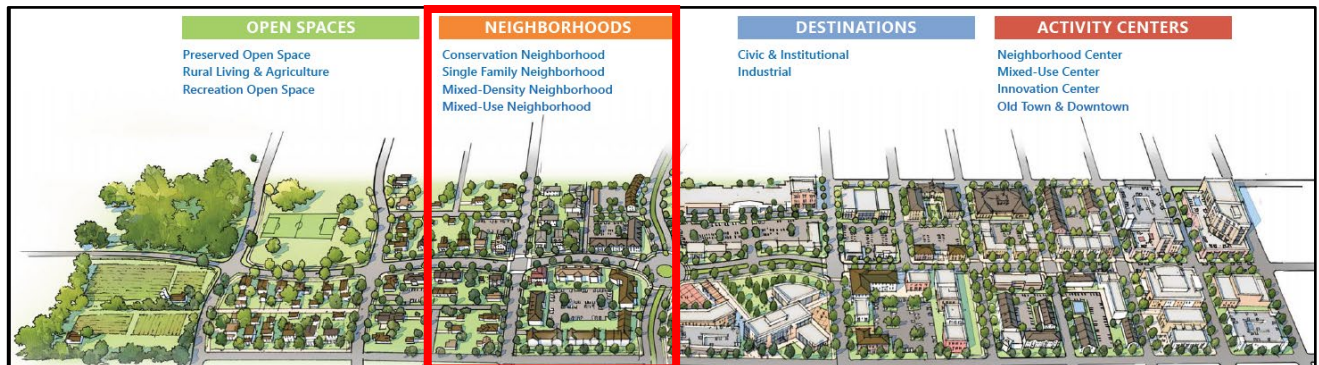 OPEN SPACES
Preserved Open Space
Rural Living & Agriculture
Recreation Open Space
NEIGHBORHOODS
Conservation Neighborhood
Single Family Neighborhood
Mixed-Density Neighborhood
Mixed-Use Neighborhood
DESTINATIONS
Civic & Institutional
Industrial
ACTIVITY CENTERS
Neighborhood Center
Mixed-Use Center
Innovation Center
Old Town & Downtown